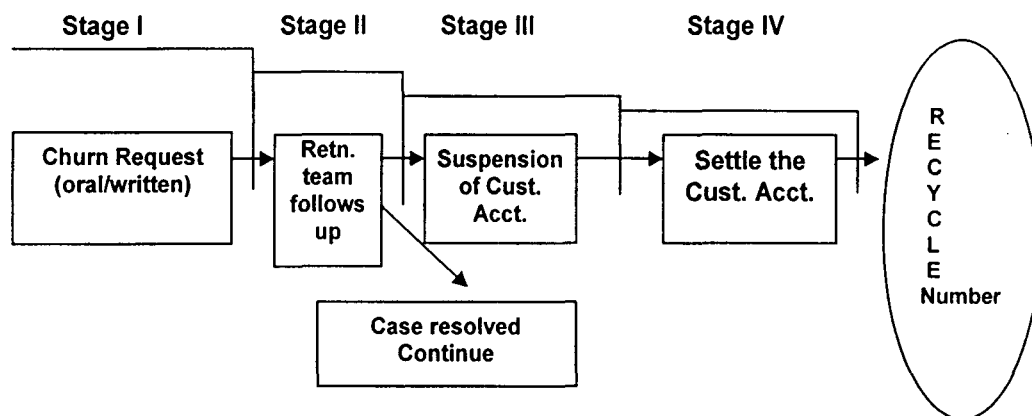 Stage I
Stage II
Stage III
Stage IV
Churn Request
(oral/written)
Retn.
team
follows
up
Suspension
of Cust.
Acct.
Settle the
Cust. Acct.
R
E
C
Y
C
L
E
Number
Case resolved
Continue